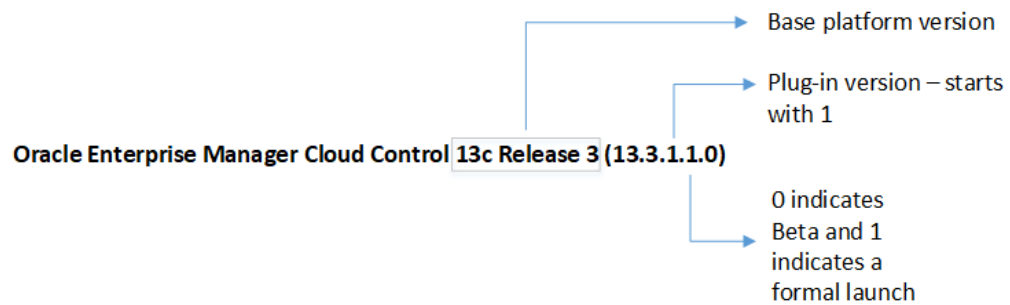 Base platform version
Plug-in version – starts
with 1
Oracle Enterprise Manager Cloud Control 13c Release 3 (13.3.1.1.0)
0 indicates
Beta and 1
indicates a
formal launch